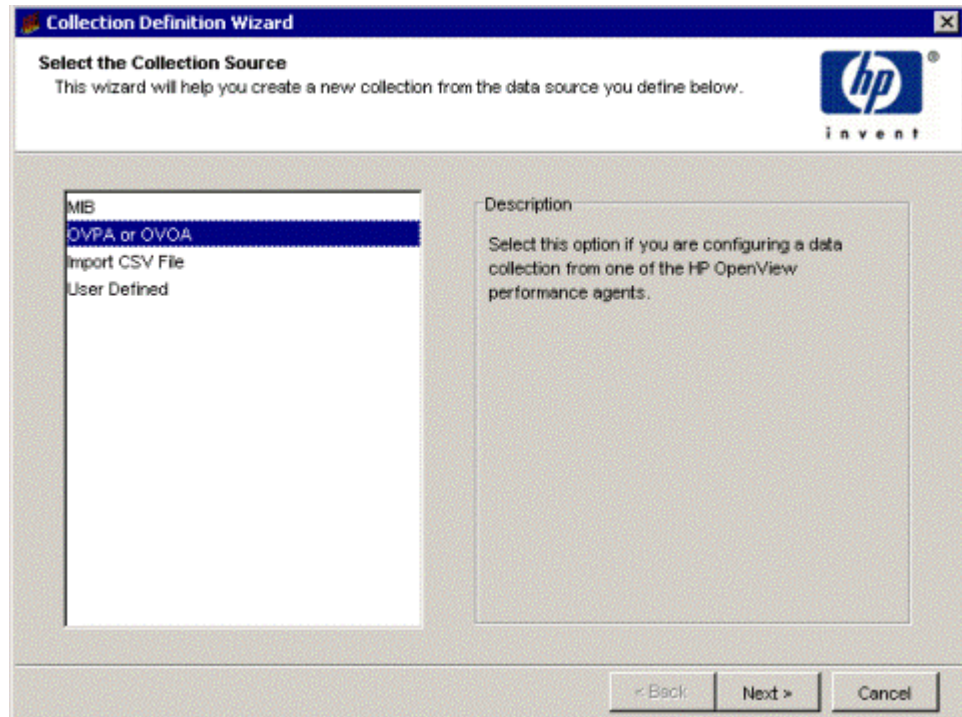 Collection Definition Wizard
Select the Collection Source
This wizard will help you create a new collection from the data source you define below.
hp
®
invent
MIB
OVPA or OVOA
Import CSV File
User Defined
Description
Select this option if you are configuring a data
collection from one of the HP OpenView
performance agents.
< Back
Next >
Cancel